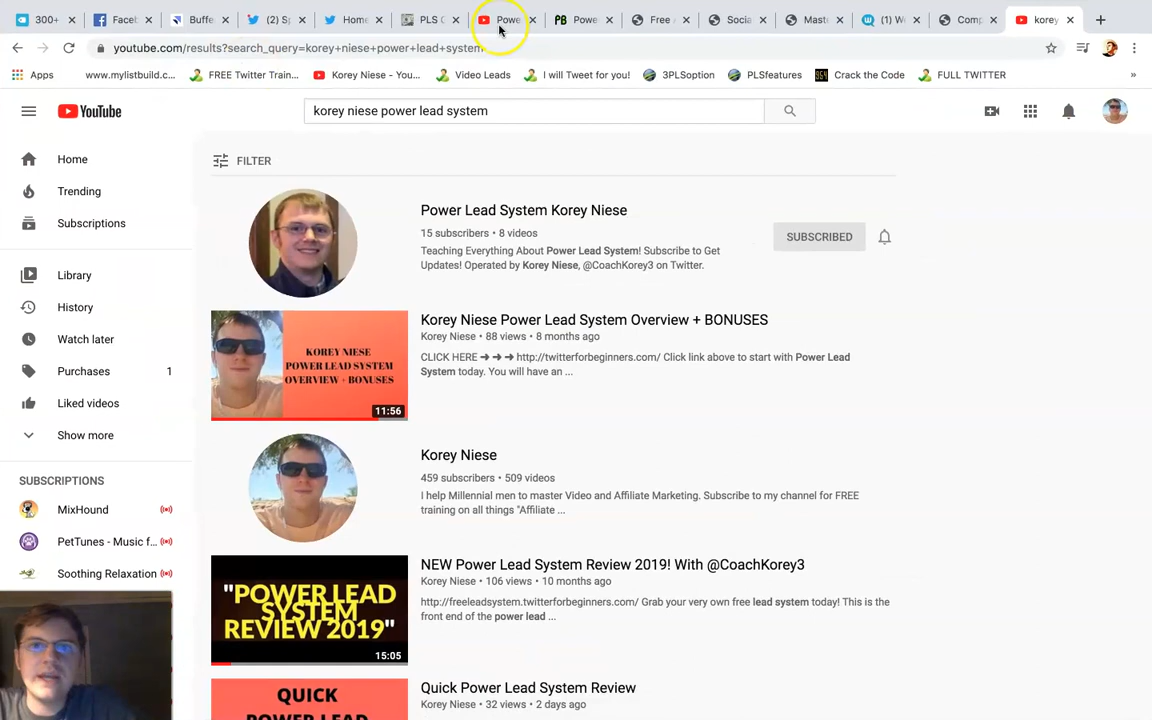 300+
Faceb
Buffe
(2) Sp
Home
PLS C
Powe
Powe
Free A
Socia
Maste
(1) We
Comp
korey
youtube.com/results?search_query=korey+niese+power+lead+system
Apps
www.mylistbuild.c...
FREE Twitter Train...
Korey Niese - You...
Video Leads
I will Tweet for you!
3PLSoption
PLSfeatures
Crack the Code
FULL TWITTER
»
YouTube
korey niese power lead system
Home
Trending
Subscriptions
Library
History
Watch later
Purchases 1
Liked videos
Show more
SUBSCRIPTIONS
MixHound
PetTunes - Music f...
Soothing Relaxation
FILTER
Power Lead System Korey Niese
15 subscribers • 8 videos
Teaching Everything About Power Lead System! Subscribe to Get
Updates! Operated by Korey Niese, @CoachKorey3 on Twitter.
SUBSCRIBED
KOREY NIESE
POWER LEAD SYSTEM
OVERVIEW + BONUSES
11:56
Korey Niese Power Lead System Overview + BONUSES
Korey Niese • 88 views • 8 months ago
CLICK HERE ➜ ➜ ➜ http://twitterforbeginners.com/ Click link above to start with Power Lead
System today. You will have an ...
Korey Niese
459 subscribers • 509 videos
I help Millennial men to master Video and Affiliate Marketing. Subscribe to my channel for FREE
training on all things "Affiliate ...
"POWER LEAD
SYSTEM
REVIEW 2019"
15:05
NEW Power Lead System Review 2019! With @CoachKorey3
Korey Niese • 106 views • 10 months ago
http://freeleadsystem.twitterforbeginners.com/ Grab your very own free lead system today! This is the
front end of the power lead ...
QUICK
POWER LEAD
Quick Power Lead System Review
Korey Niese • 32 views • 2 days ago